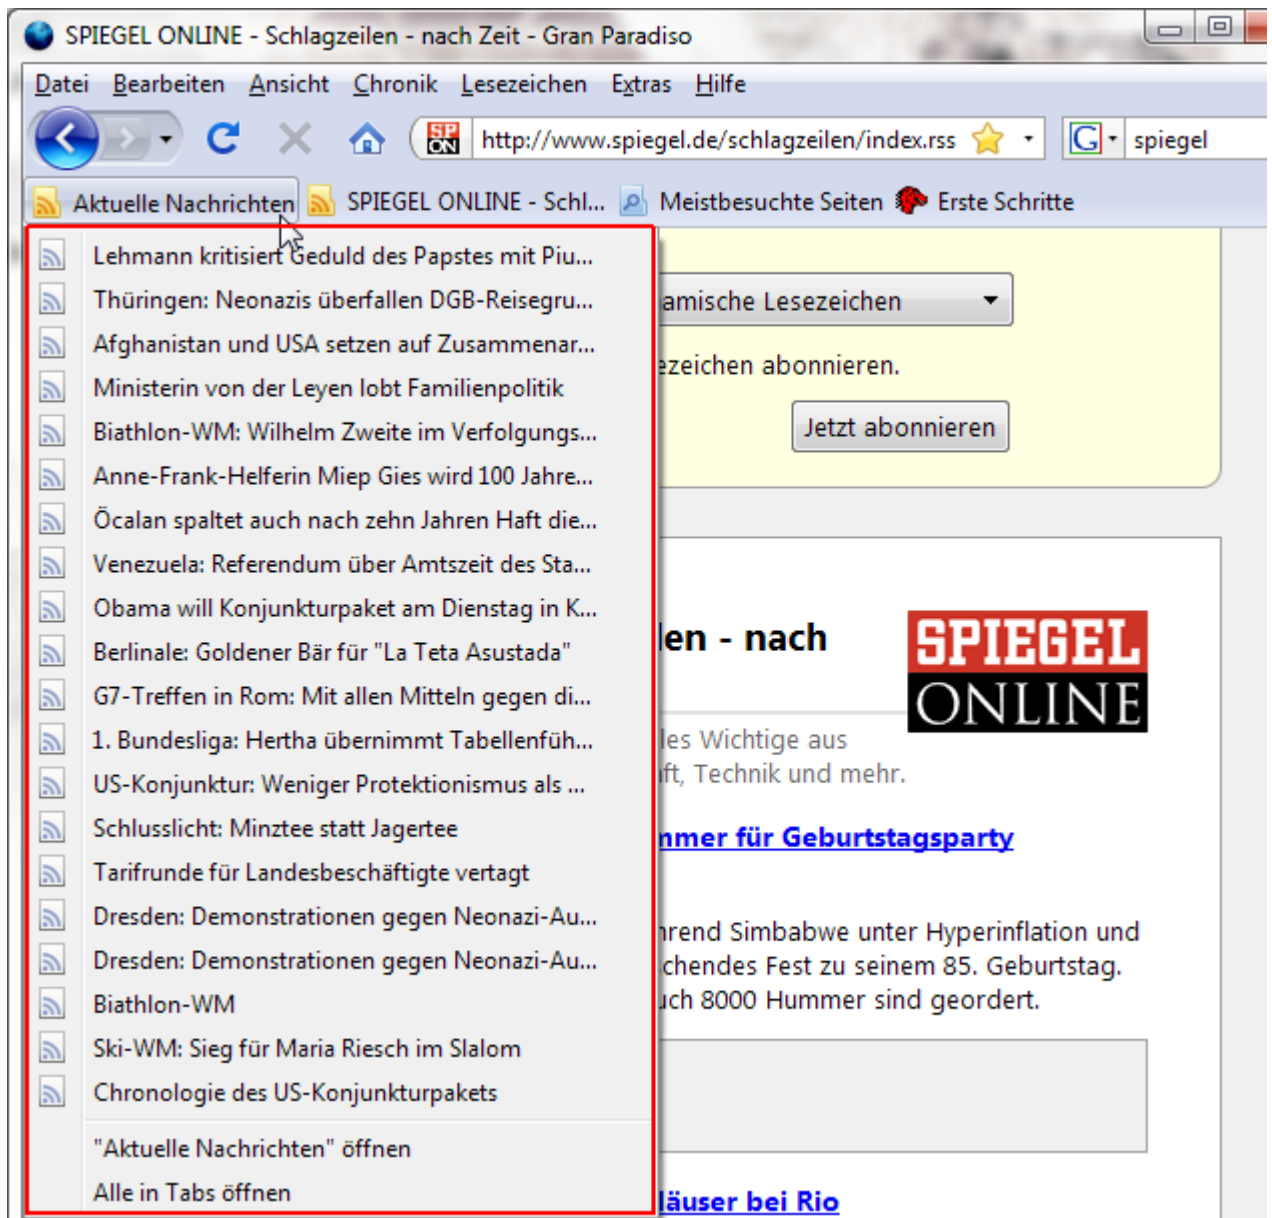 SPIEGEL ONLINE - Schlagzeilen - nach Zeit - Gran Paradiso
Datei Bearbeiten Ansicht Chronik Lesezeichen Extras Hilfe
SP ON http://www.spiegel.de/schlagzeilen/index.rss G spiegel
Aktuelle Nachrichten SPIEGEL ONLINE - Schl... Meistbesuchte Seiten Erste Schritte
Lehmann kritisiert Geduld des Papstes mit Piu...
Thüringen: Neonazis überfallen DGB-Reisegru...
amische Lesezeichen
Afghanistan und USA setzen auf Zusammenar...
ezeichen abonnieren.
Ministerin von der Leyen lobt Familienpolitik
Biathlon-WM: Wilhelm Zweite im Verfolgungs...
Jetzt abonnieren
Anne-Frank-Helferin Miep Gies wird 100 Jahre...
Öcalan spaltet auch nach zehn Jahren Haft die...
Venezuela: Referendum über Amtszeit des Sta...
Obama will Konjunkturpaket am Dienstag in K...
len - nach
SPIEGEL
ONLINE
Berlinale: Goldener Bär für "La Teta Asustada"
G7-Treffen in Rom: Mit allen Mitteln gegen di...
1. Bundesliga: Hertha übernimmt Tabellenfüh...
les Wichtige aus
US-Konjunktur: Weniger Protektionismus als ...
ft, Technik und mehr.
Schlusslicht: Minztee statt Jagertee
mmer für Geburtstagsparty
Tarifrunde für Landesbeschäftigte vertagt
Dresden: Demonstrationen gegen Neonazi-Au...
hrend Simbabwe unter Hyperinflation und
Dresden: Demonstrationen gegen Neonazi-Au...
chendes Fest zu seinem 85. Geburtstag.
Biathlon-WM
uch 8000 Hummer sind geordert.
Ski-WM: Sieg für Maria Riesch im Slalom
Chronologie des US-Konjunkturpakets
"Aktuelle Nachrichten" öffnen
Alle in Tabs öffnen
läuser bei Rio